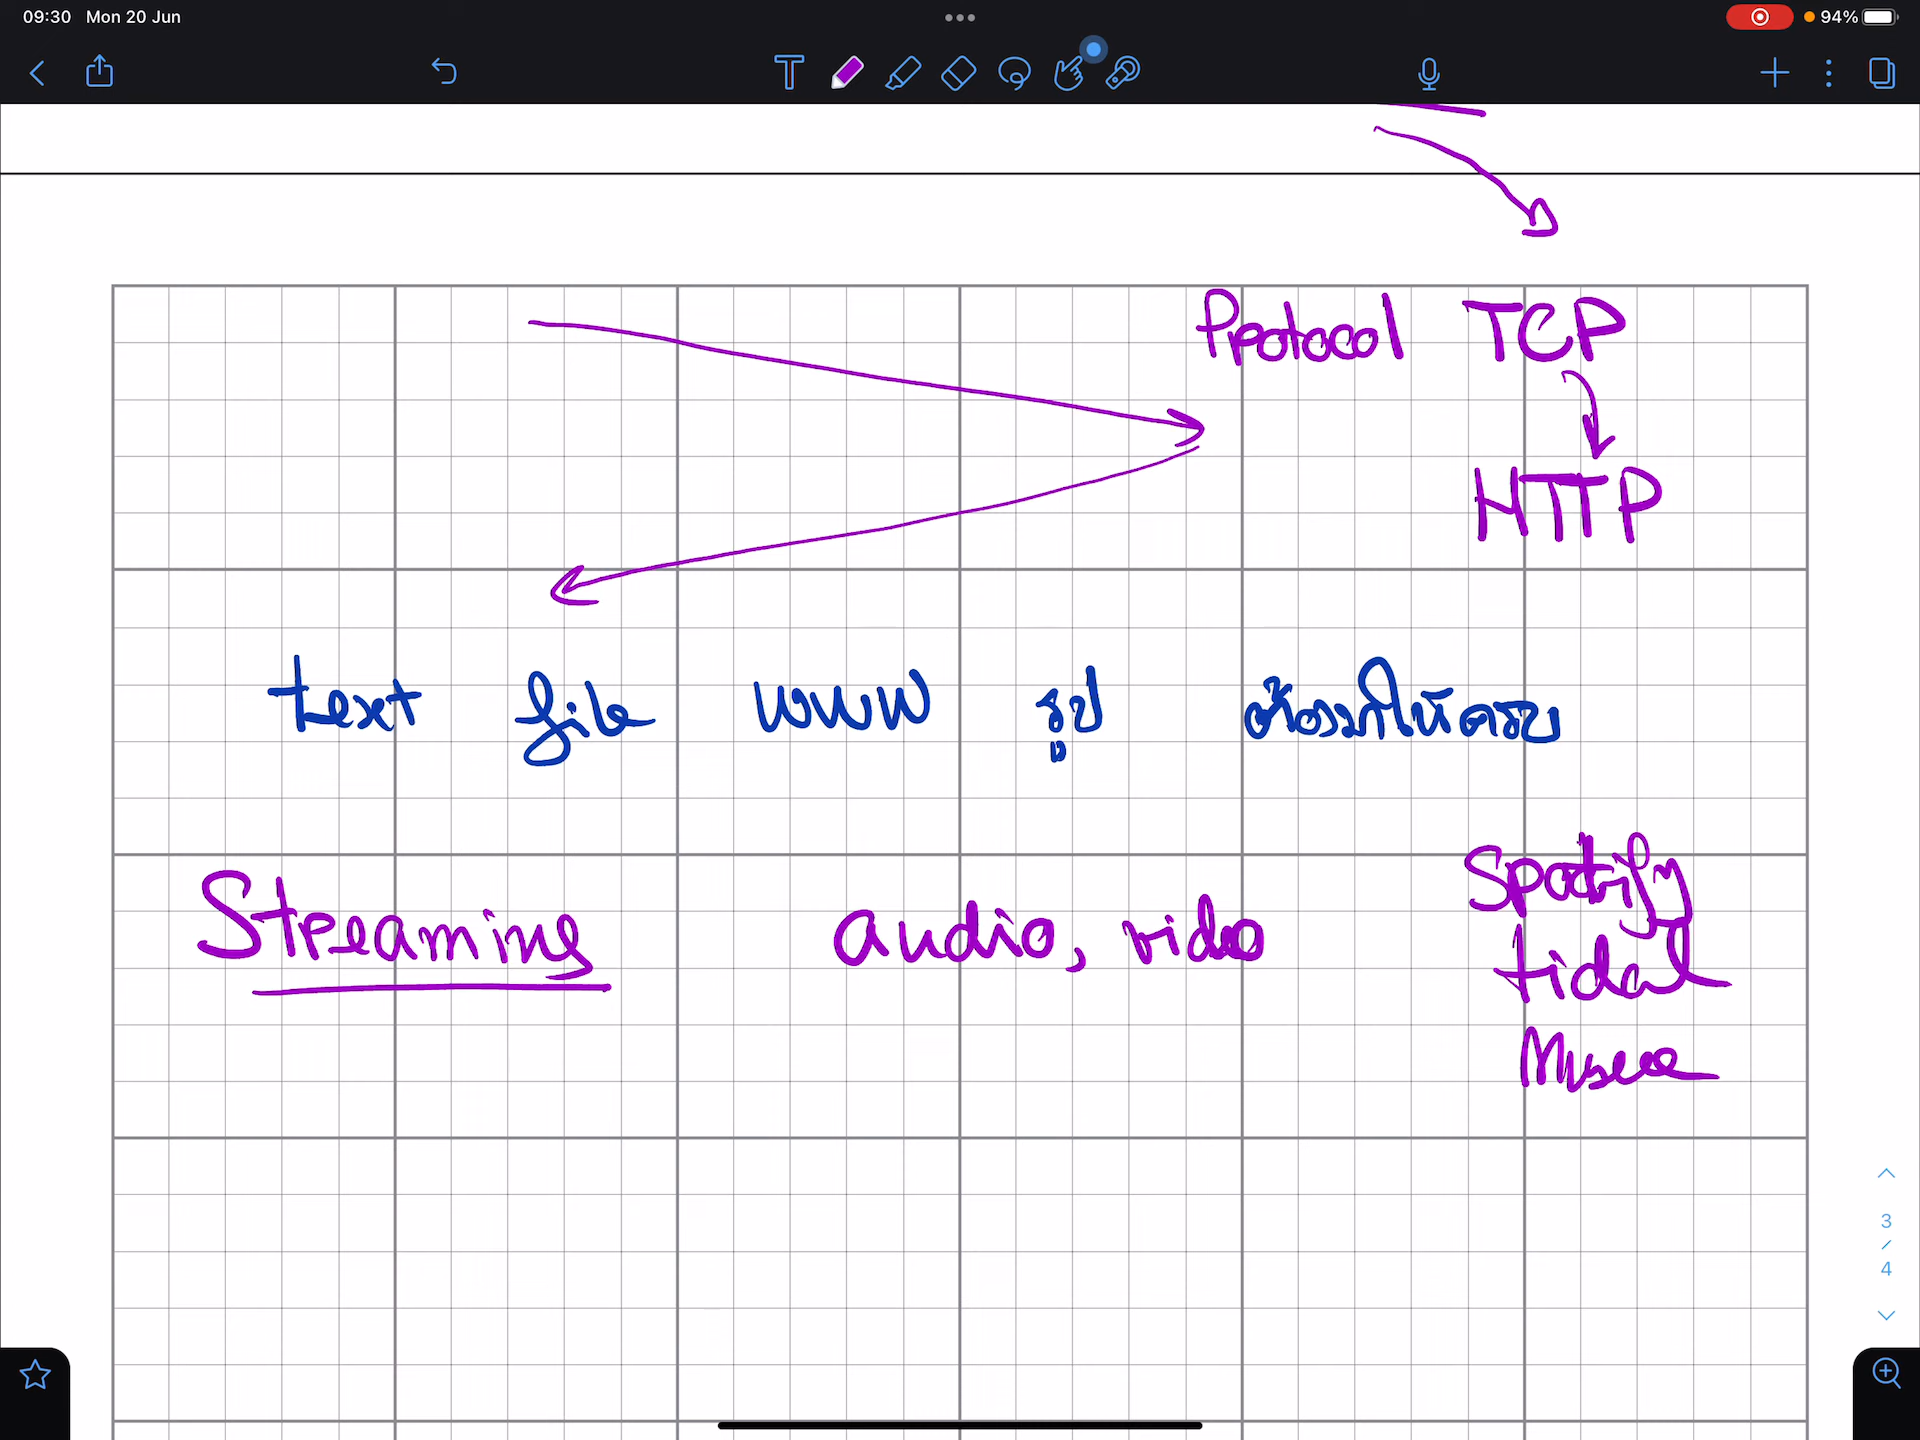 09:30 Mon 20 Jun 94%
Protocol TCP
HTTP
text file www รูป ต้องมาให้ครบ
Streaming audio, video Spotify
tidal
3
/
4